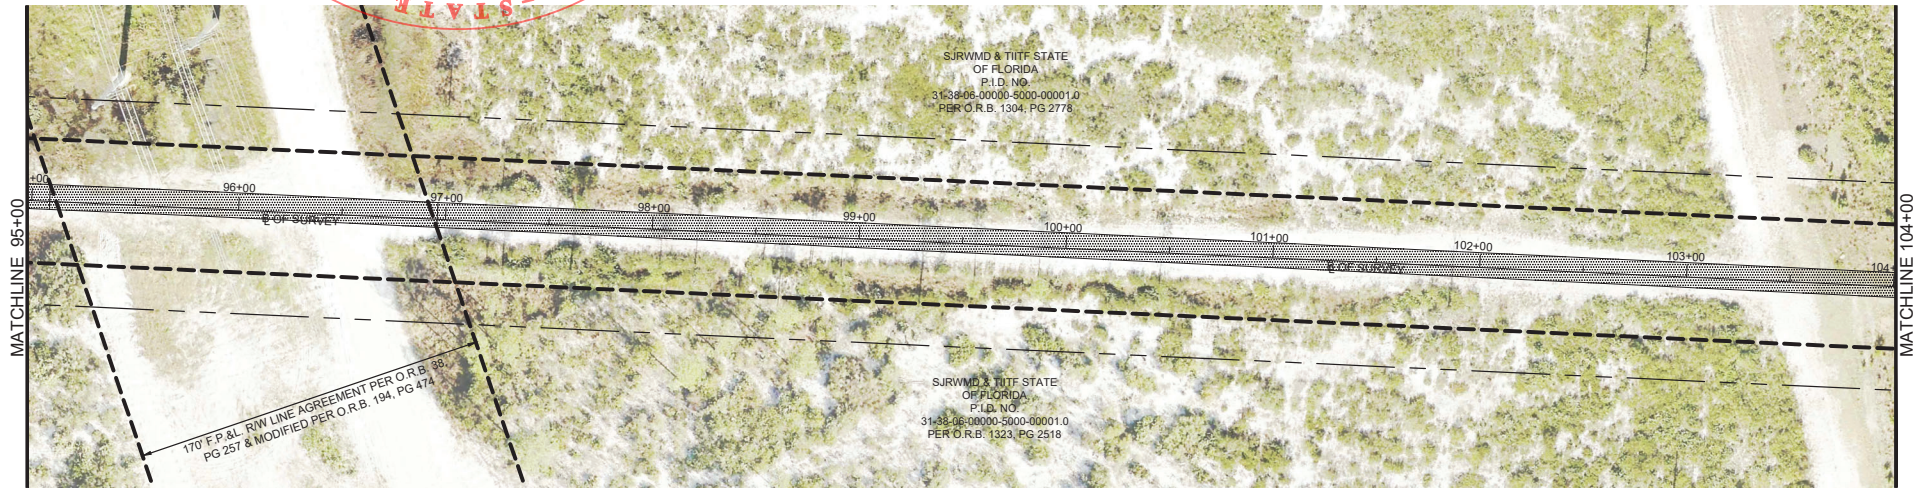 STATE
SJRWMD & TIITF STATE
OF FLORIDA
P.I.D. NO.
31-38-06-00000-5000-00001.0
PER O.R.B. 1304, PG 2778
MATCHLINE 95+00
+00
96+00
97+00
98+00
99+00
100+00
101+00
102+00
103+00
104+
OF SURVEY
OF SURVEY
MATCHLINE 104+00
170' F.P.&L. R/W LINE AGREEMENT PER O.R.B. 38,
PG 257 & MODIFIED PER O.R.B. 194, PG 474
SJRWMD & TIITF STATE
OF FLORIDA
P.I.D. NO.
31-38-06-00000-5000-00001.0
PER O.R.B. 1323, PG 2518